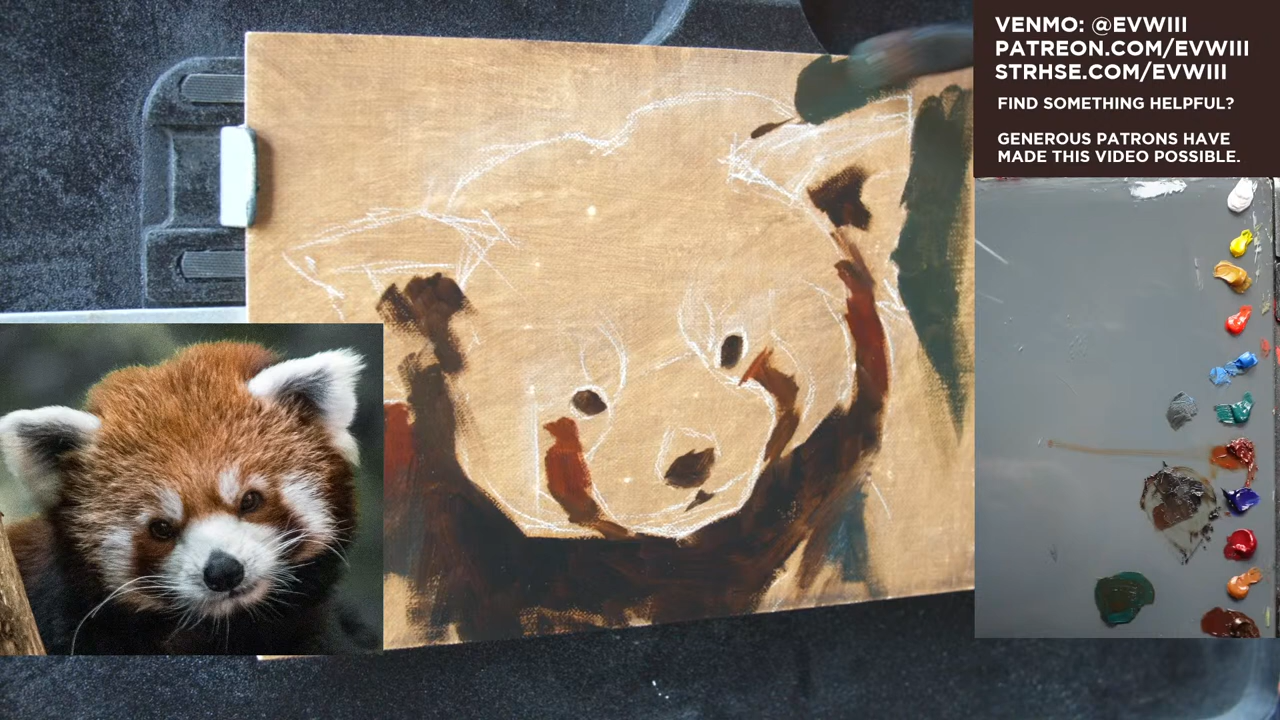 VENMO: @EVWIII
PATREON.COM/EVWIII
STRHSE.COM/EVWIII
FIND SOMETHING HELPFUL?
GENEROUS PATRONS HAVE
MADE THIS VIDEO POSSIBLE.